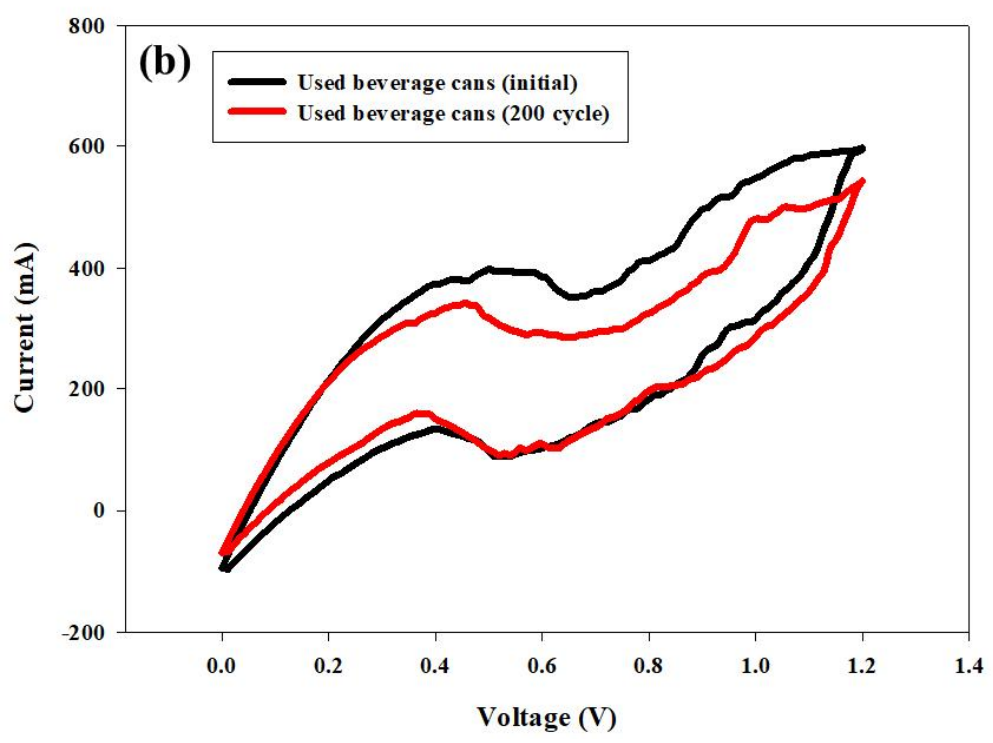 (b)
Used beverage cans (initial)
Used beverage cans (200 cycle)
800
600
400
200
0
-200
Current (mA)
0.0 0.2 0.4 0.6 0.8 1.0 1.2 1.4
Voltage (V)